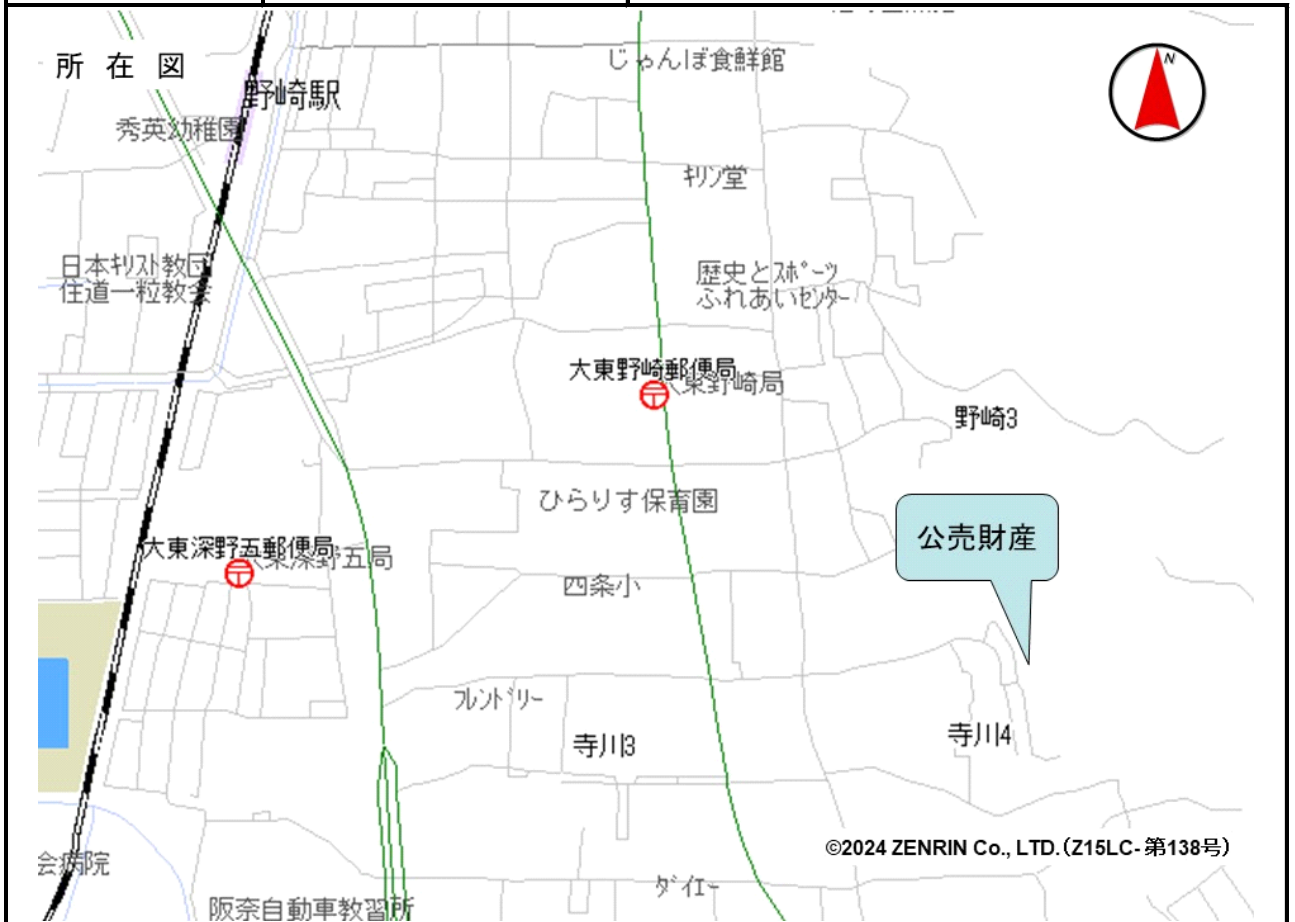 所在図
じゃんぼ食鮮館
N
野崎駅
秀英幼稚園
キリン堂
日本キリスト教団
住道一粒教会
歴史とスポーツ
ふれあいセンター
大東野崎郵便局
大東野崎局
野崎3
ひらりす保育園
公売財産
大東深野五郵便局
大東深野五局
四条小
フレンドリー
寺川3
寺川4
©2024 ZENRIN Co., LTD.(Z15LC-第138号)
会病院
ダイエー
阪奈自動車教習所